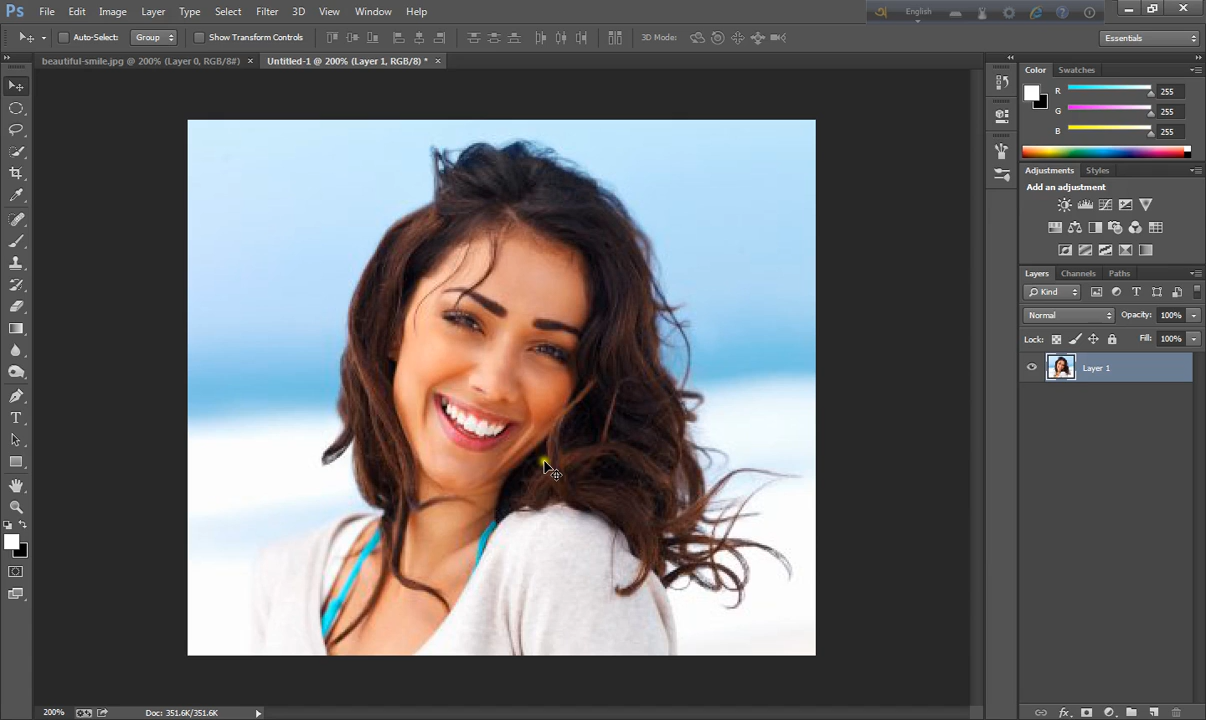 Ps File Edit Image Layer Type Select Filter 3D View Window Help
English
Auto-Select: Group Show Transform Controls 3D Mode: Essentials
beautiful-smile.jpg @ 200% (Layer 0, RGB/8#) × Untitled-1 @ 200% (Layer 1, RGB/8) * ×
Color Swatches
R 255
G 255
B 255
Adjustments Styles
Add an adjustment
Layers Channels Paths
Kind
Normal Opacity: 100%
Lock: Fill: 100%
Layer 1
200% Doc: 351.6K/351.6K
fx